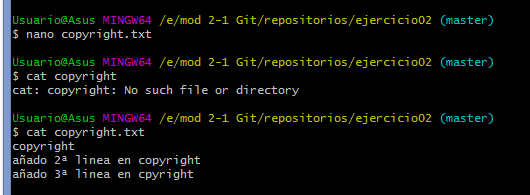 Usuario@Asus MINGW64 /e/mod 2-1 Git/repositorios/ejercicio02 (master)
$ nano copyright.txt
Usuario@Asus MINGW64 /e/mod 2-1 Git/repositorios/ejercicio02 (master)
$ cat copyright
cat: copyright: No such file or directory
Usuario@Asus MINGW64 /e/mod 2-1 Git/repositorios/ejercicio02 (master)
$ cat copyright.txt
copyright
añado 2ª linea en copyright
añado 3ª linea en cpyright